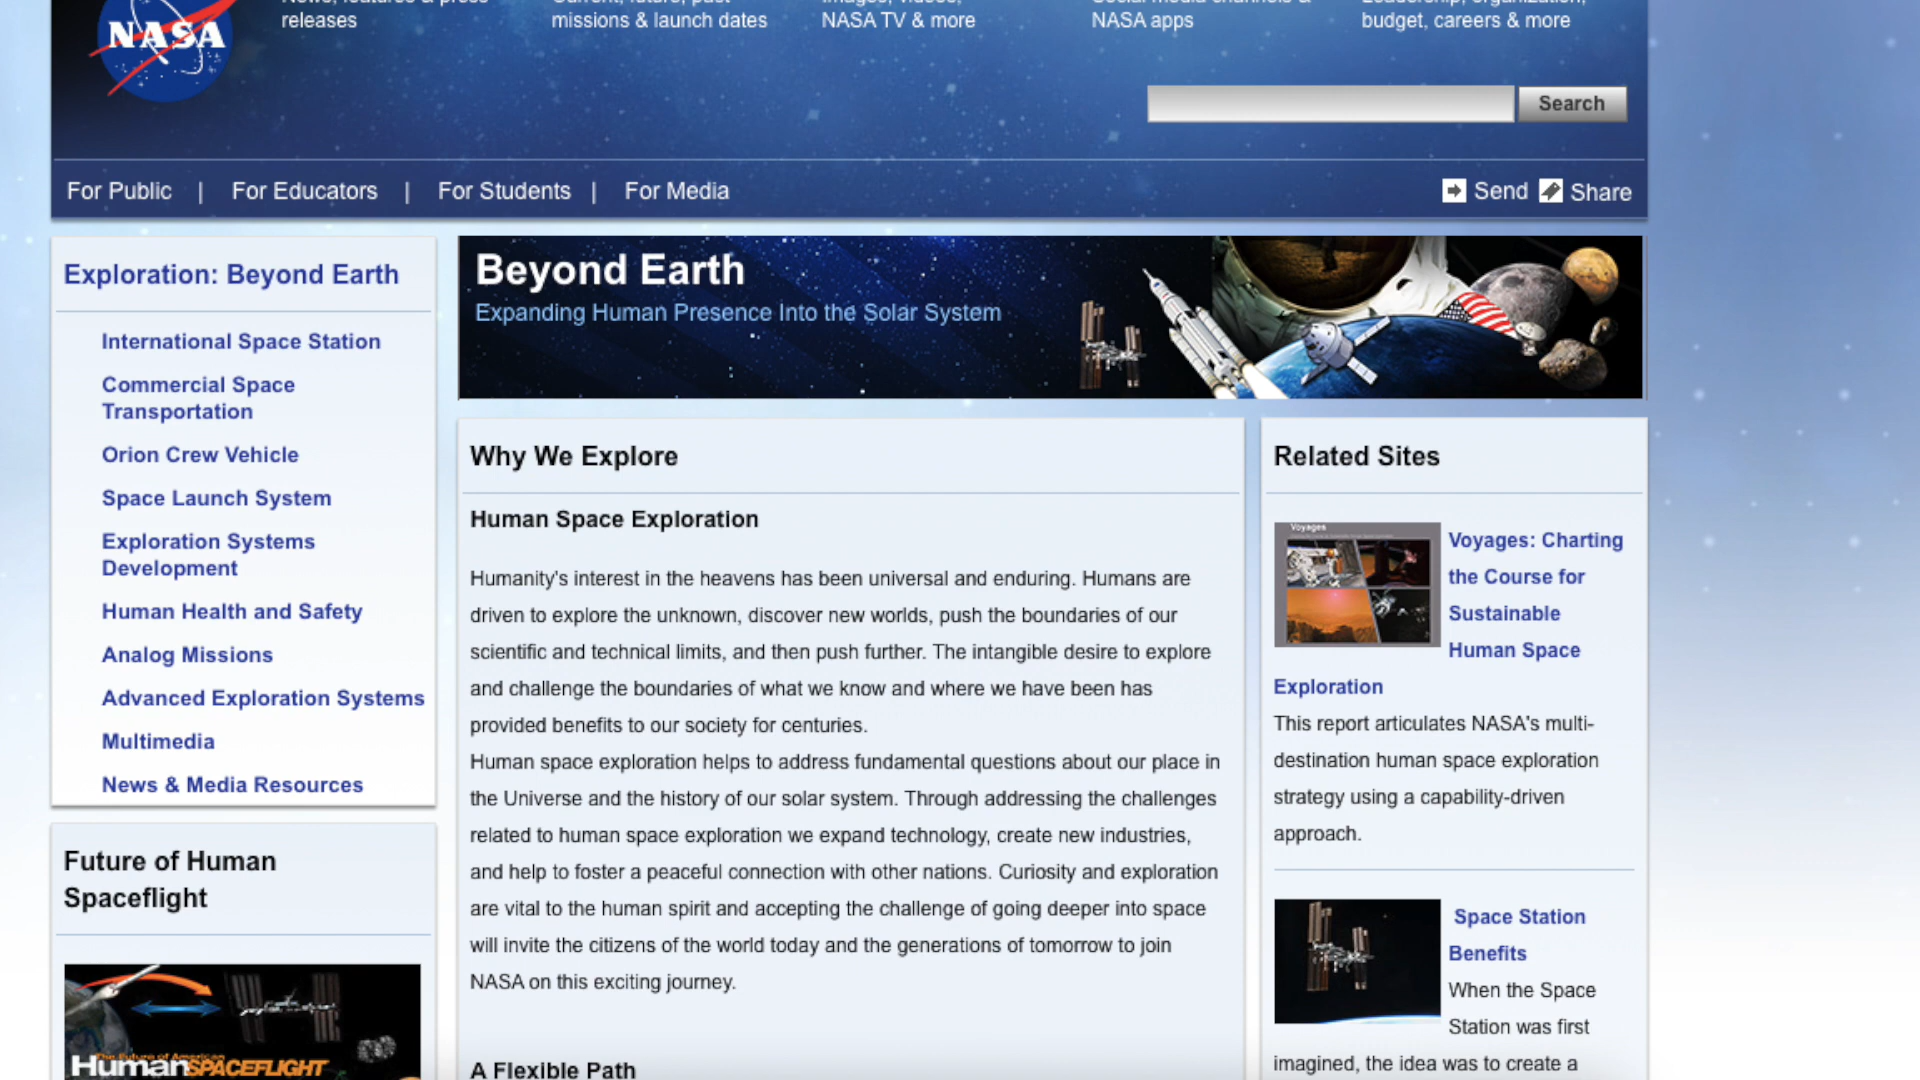 News, features & press
releases
Current, future, past
missions & launch dates
Images, videos,
NASA TV & more
Social media channels &
NASA apps
Leadership, organization,
budget, careers & more
NASA
Search
For Public | For Educators | For Students | For Media
Send Share
Exploration: Beyond Earth
International Space Station
Commercial Space
Transportation
Orion Crew Vehicle
Space Launch System
Exploration Systems
Development
Human Health and Safety
Analog Missions
Advanced Exploration Systems
Multimedia
News & Media Resources
Future of Human
Spaceflight
The Future of American
HumanSPACEFLIGHT
Beyond Earth
Expanding Human Presence Into the Solar System
Why We Explore
Human Space Exploration
Humanity's interest in the heavens has been universal and enduring. Humans are
driven to explore the unknown, discover new worlds, push the boundaries of our
scientific and technical limits, and then push further. The intangible desire to explore
and challenge the boundaries of what we know and where we have been has
provided benefits to our society for centuries.
Human space exploration helps to address fundamental questions about our place in
the Universe and the history of our solar system. Through addressing the challenges
related to human space exploration we expand technology, create new industries,
and help to foster a peaceful connection with other nations. Curiosity and exploration
are vital to the human spirit and accepting the challenge of going deeper into space
will invite the citizens of the world today and the generations of tomorrow to join
NASA on this exciting journey.
A Flexible Path
Related Sites
Voyages
Voyages: Charting
the Course for
Sustainable
Human Space
Exploration
This report articulates NASA's multi-
destination human space exploration
strategy using a capability-driven
approach.
Space Station
Benefits
When the Space
Station was first
imagined, the idea was to create a